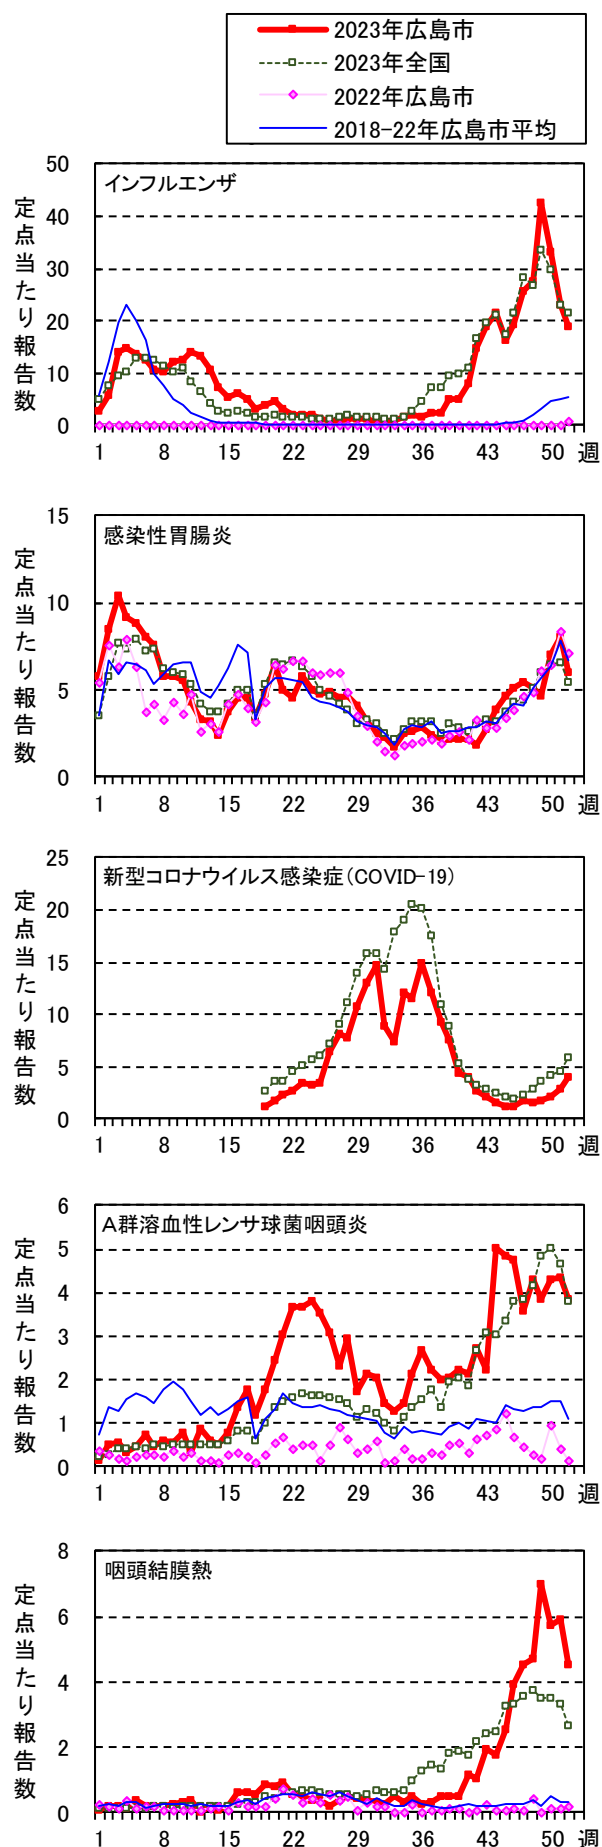 2023年広島市
2023年全国
2022年広島市
2018-22年広島市平均
インフルエンザ
定点当たり報告数
50
40
30
20
10
0
1 8 15 22 29 36 43 50 週
感染性胃腸炎
定点当たり報告数
15
10
5
0
1 8 15 22 29 36 43 50 週
新型コロナウイルス感染症(COVID-19)
定点当たり報告数
25
20
15
10
5
0
1 8 15 22 29 36 43 50 週
A群溶血性レンサ球菌咽頭炎
定点当たり報告数
6
5
4
3
2
1
0
1 8 15 22 29 36 43 50 週
咽頭結膜熱
定点当たり報告数
8
6
4
2
0
1 8 15 22 29 36 43 50 週